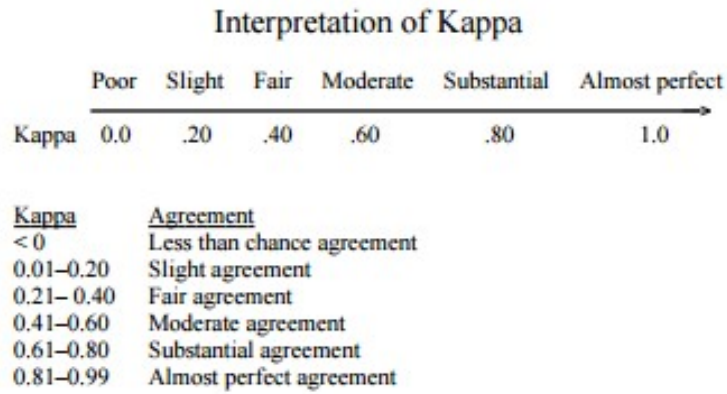 Interpretation of Kappa
Poor Slight Fair Moderate Substantial Almost perfect
Kappa 0.0 .20 .40 .60 .80 1.0
Kappa Agreement
< 0 Less than chance agreement
0.01–0.20 Slight agreement
0.21– 0.40 Fair agreement
0.41–0.60 Moderate agreement
0.61–0.80 Substantial agreement
0.81–0.99 Almost perfect agreement